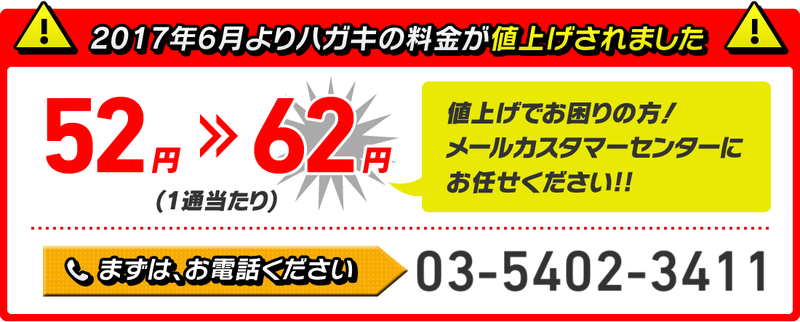 2017年6月よりハガキの料金が値上げされました
52円 >> 62円
(1通当たり)
値上げでお困りの方!
メールカスタマーセンターに
お任せください!!
まずは、お電話ください
03-5402-3411